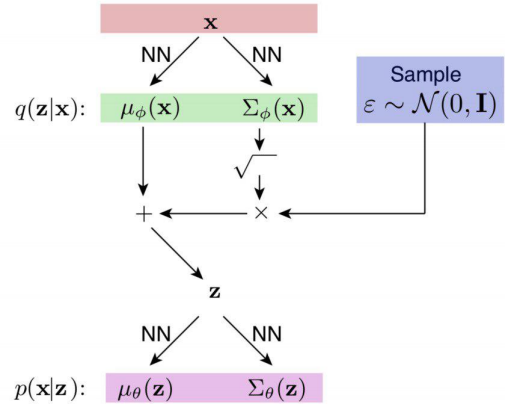 x
NN NN
Sample
q(z|x): μ_ϕ(x) Σ_ϕ(x) ε ∼ 𝒩(0, I)
√
+ ×
z
NN NN
p(x|z): μ_θ(z) Σ_θ(z)